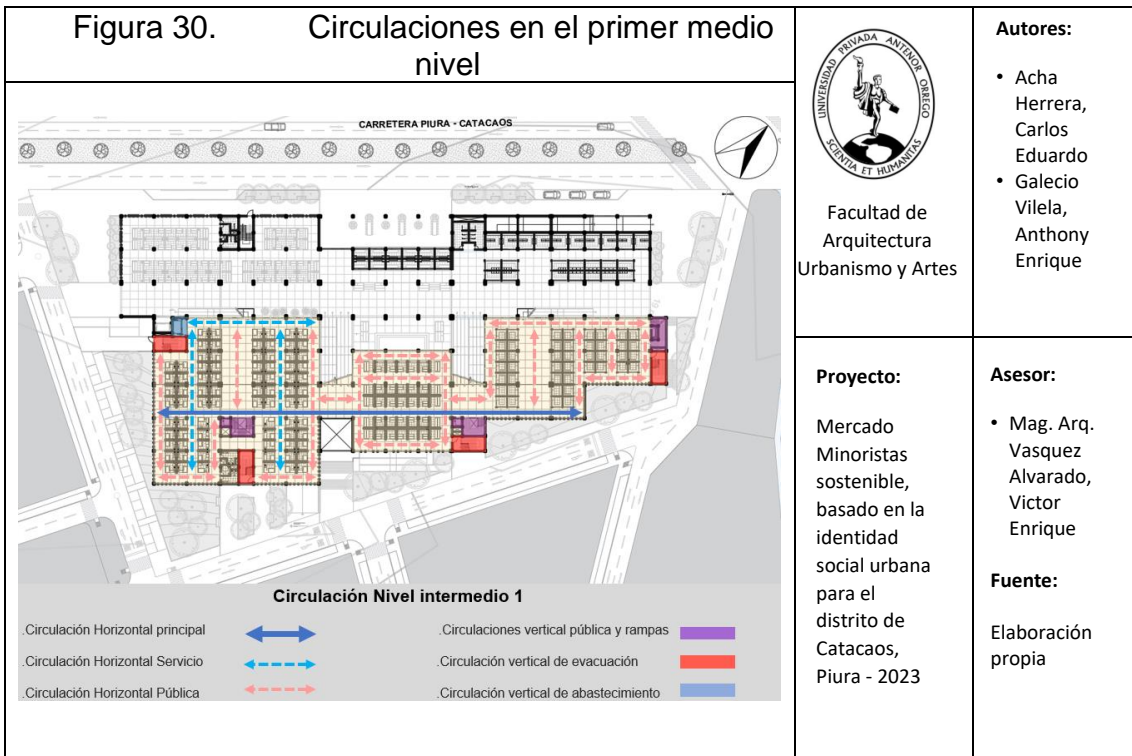 Figura 30. Circulaciones en el primer medio
nivel
CARRETERA PIURA - CATACAOS
Circulación Nivel intermedio 1
.Circulación Horizontal principal
.Circulación Horizontal Servicio
.Circulación Horizontal Pública
.Circulaciones vertical pública y rampas
.Circulación vertical de evacuación
.Circulación vertical de abastecimiento
UNIVERSIDAD PRIVADA ANTENOR ORREGO
SCIENTIA ET HUMANITAS
Facultad de
Arquitectura
Urbanismo y Artes
Autores:
• Acha
Herrera,
Carlos
Eduardo
• Galecio
Vilela,
Anthony
Enrique
Proyecto:
Mercado
Minoristas
sostenible,
basado en la
identidad
social urbana
para el
distrito de
Catacaos,
Piura - 2023
Asesor:
• Mag. Arq.
Vasquez
Alvarado,
Victor
Enrique
Fuente:
Elaboración
propia